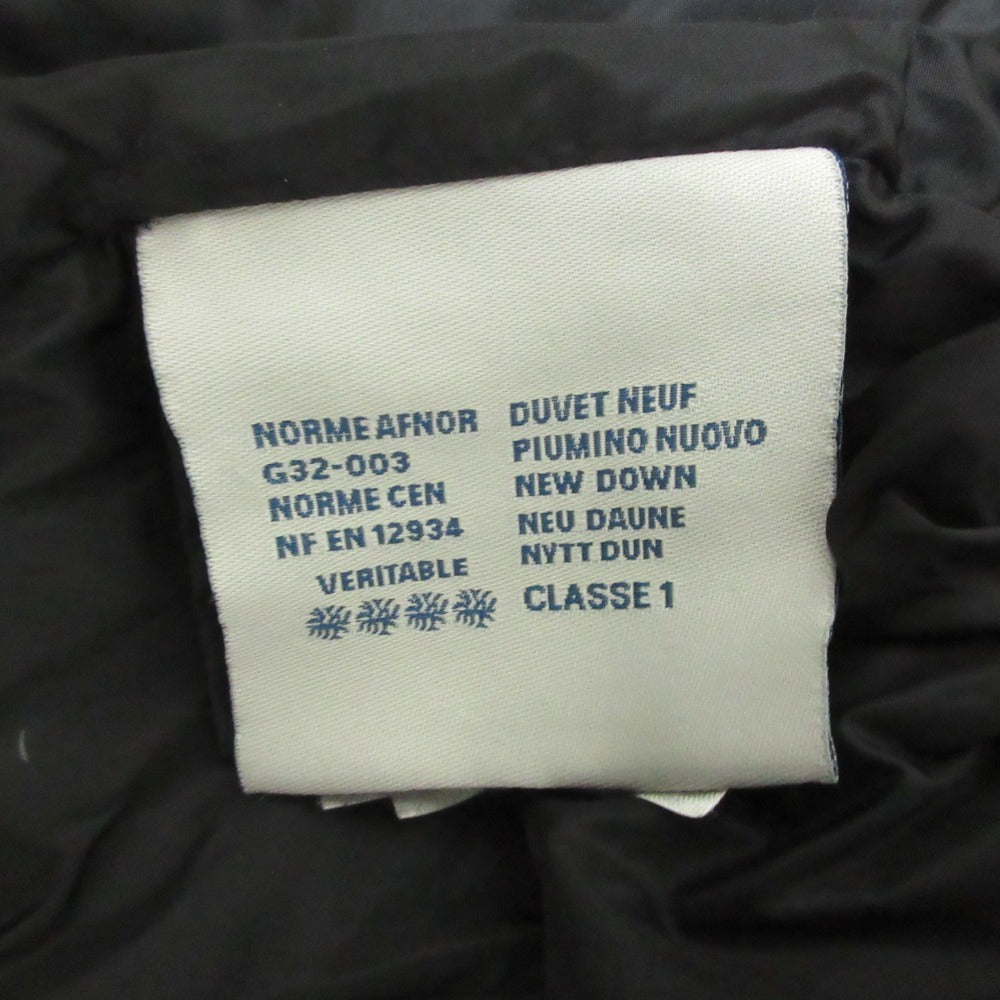 NORME AFNOR
G32-003
NORME CEN
NF EN 12934
VERITABLE
DUVET NEUF
PIUMINO NUOVO
NEW DOWN
NEU DAUNE
NYTT DUN
CLASSE 1